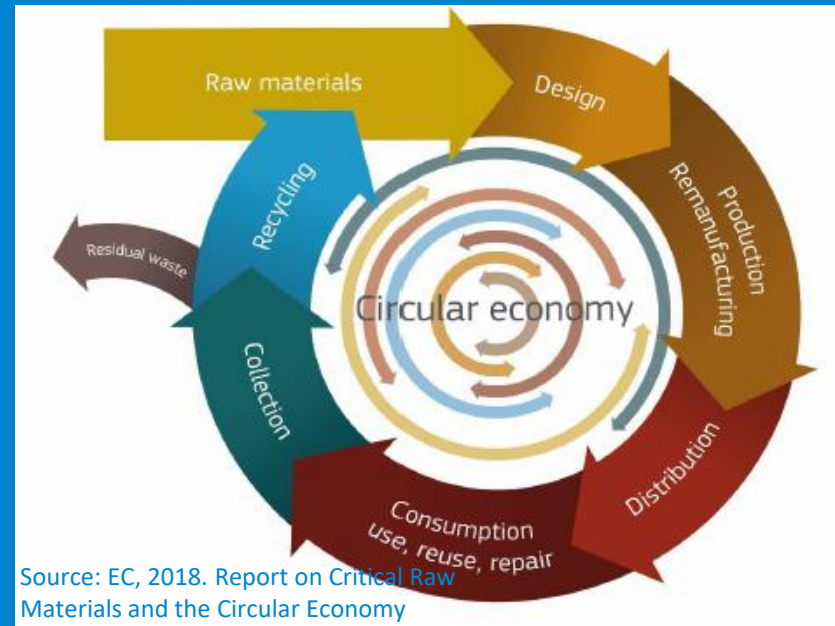 Raw materials
Design
Production
Remanufacturing
Distribution
Consumption
use, reuse, repair
Collection
Recycling
Residual waste
Circular economy
Source: EC, 2018. Report on Critical Raw
Materials and the Circular Economy